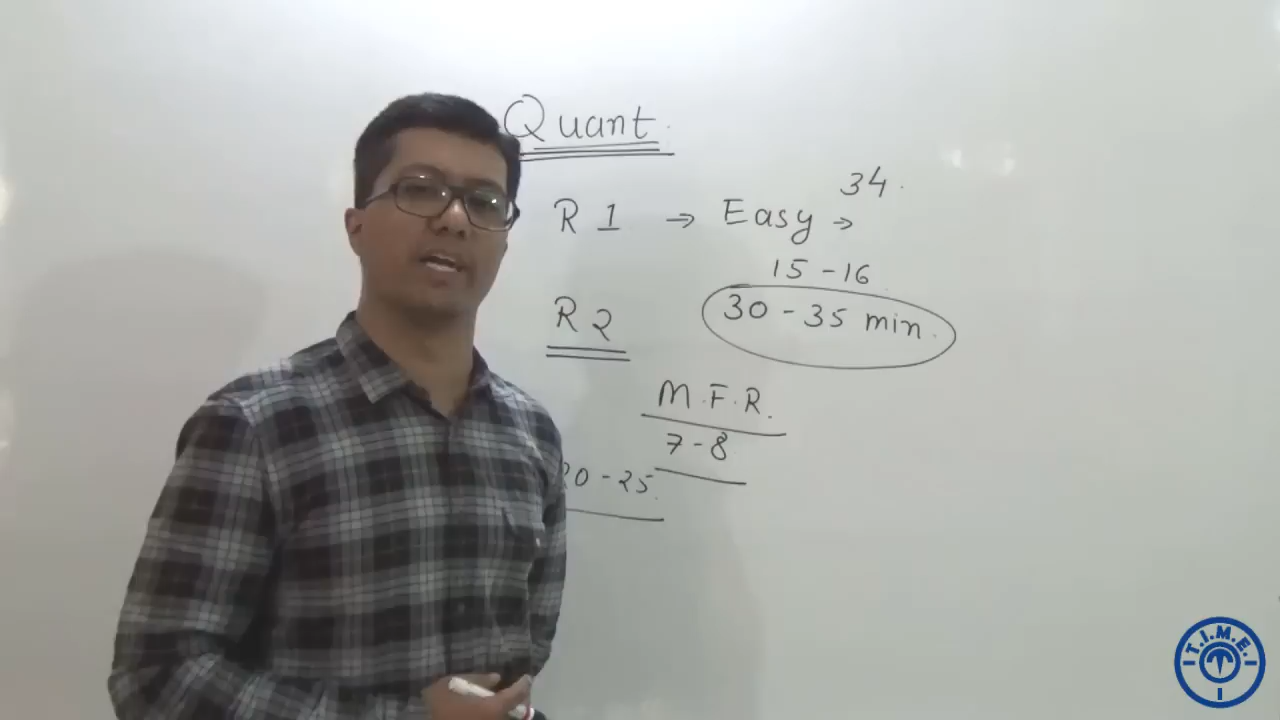 Quant.
34.
R 1 → Easy →
15 - 16
R 2
30 - 35 min.
M.F.R.
7 - 8
20 - 25.
T.I.M.E.